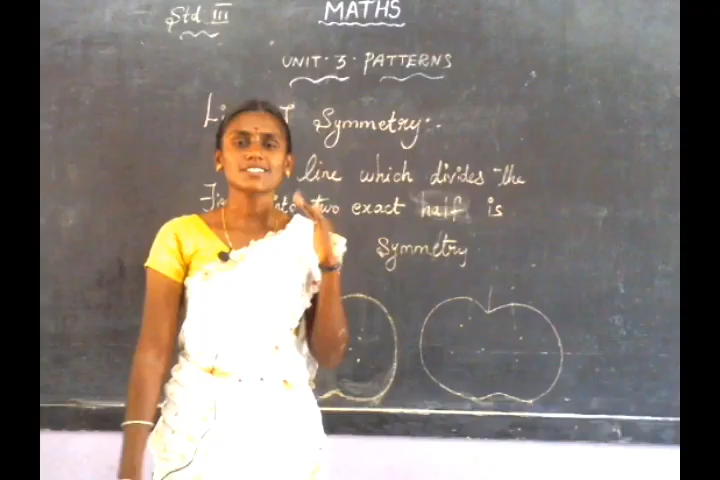 Std III
MATHS
UNIT-3. PATTERNS
Symmetry:-
line which divides the
two exact half is
Symmetry